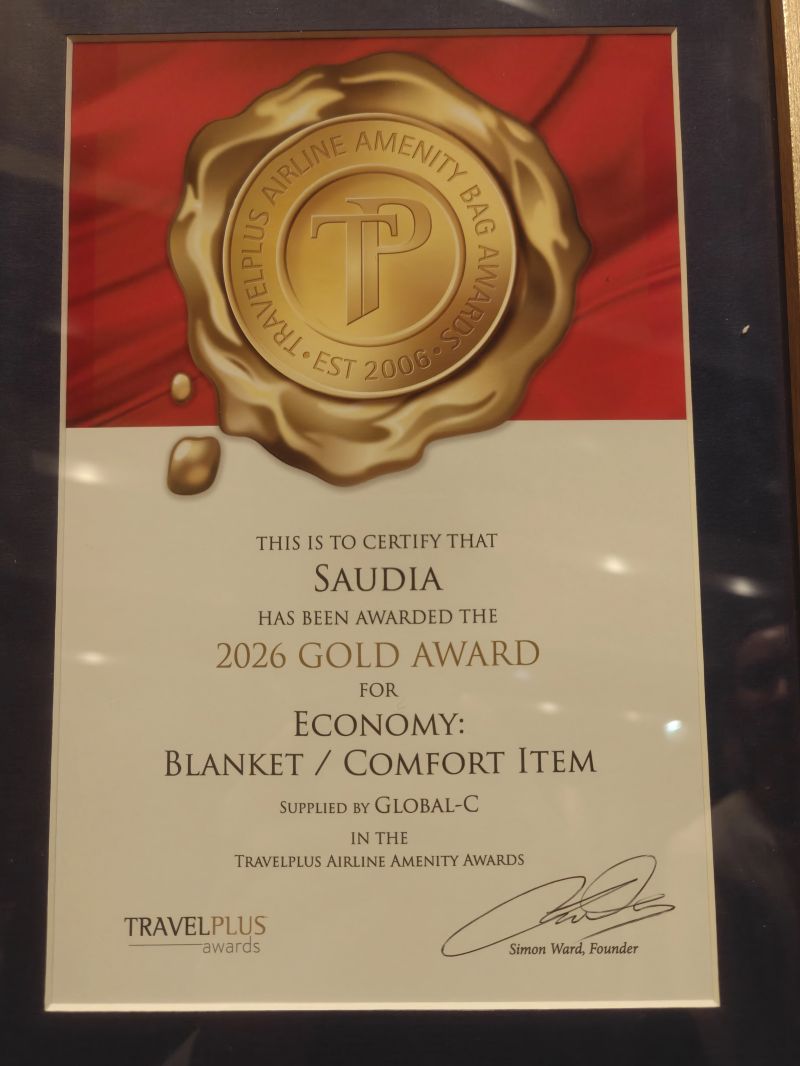 TRAVELPLUS AIRLINE AMENITY BAG AWARDS
• EST 2006 •
TP
THIS IS TO CERTIFY THAT
SAUDIA
HAS BEEN AWARDED THE
2026 GOLD AWARD
FOR
ECONOMY:
BLANKET / COMFORT ITEM
SUPPLIED BY GLOBAL-C
IN THE
TRAVELPLUS AIRLINE AMENITY AWARDS
TRAVELPLUS
awards
Simon Ward, Founder